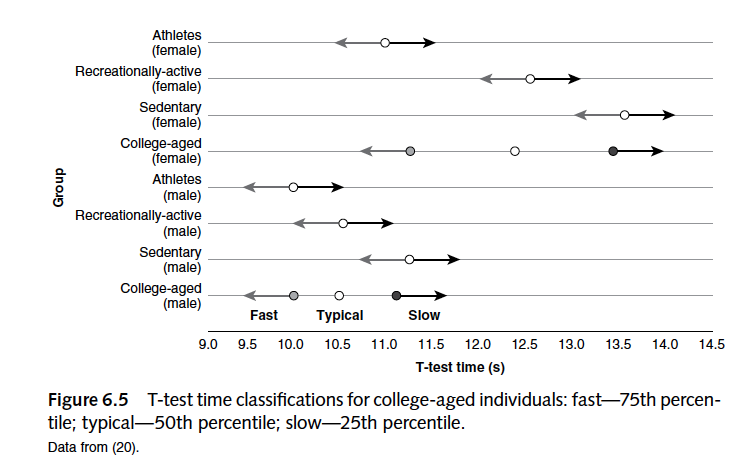 Athletes
(female)
Recreationally-active
(female)
Sedentary
(female)
College-aged
(female)
Athletes
(male)
Recreationally-active
(male)
Sedentary
(male)
College-aged
(male)
Group
Fast Typical Slow
9.0 9.5 10.0 10.5 11.0 11.5 12.0 12.5 13.0 13.5 14.0 14.5
T-test time (s)
Figure 6.5 T-test time classifications for college-aged individuals: fast—75th percen-
tile; typical—50th percentile; slow—25th percentile.
Data from (20).